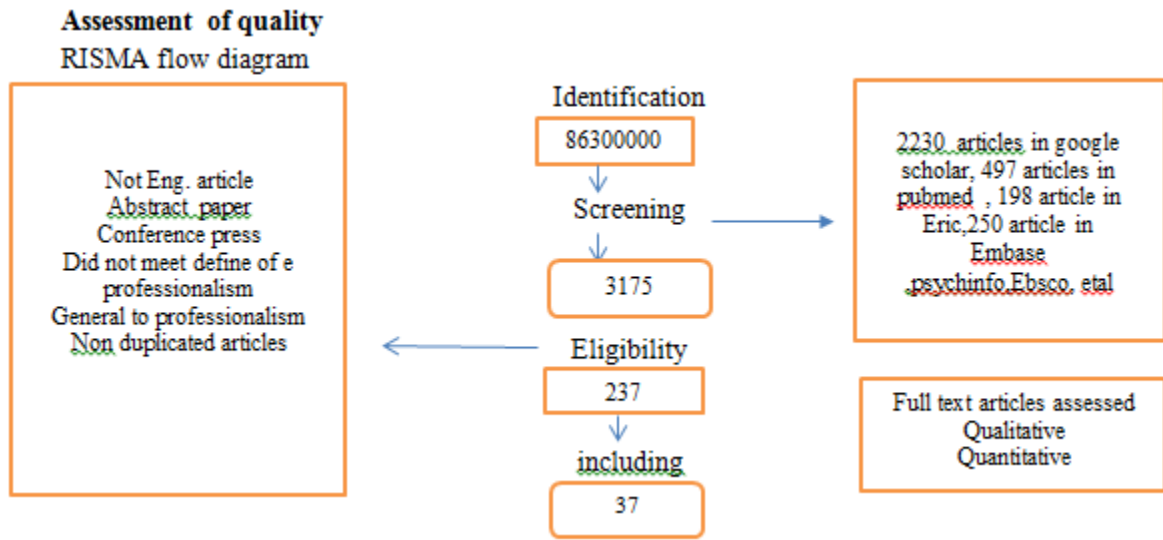 Assessment of quality
RISMA flow diagram
Not Eng. article
Abstract paper
Conference press
Did not meet define of e
professionalism
General to professionalism
Non duplicated articles
Identification
86300000
Screening
3175
Eligibility
237
including
37
2230 articles in google
scholar, 497 articles in
pubmed , 198 article in
Eric,250 article in
Embase
,psychinfo,Ebsco, etal
Full text articles assessed
Qualitative
Quantitative